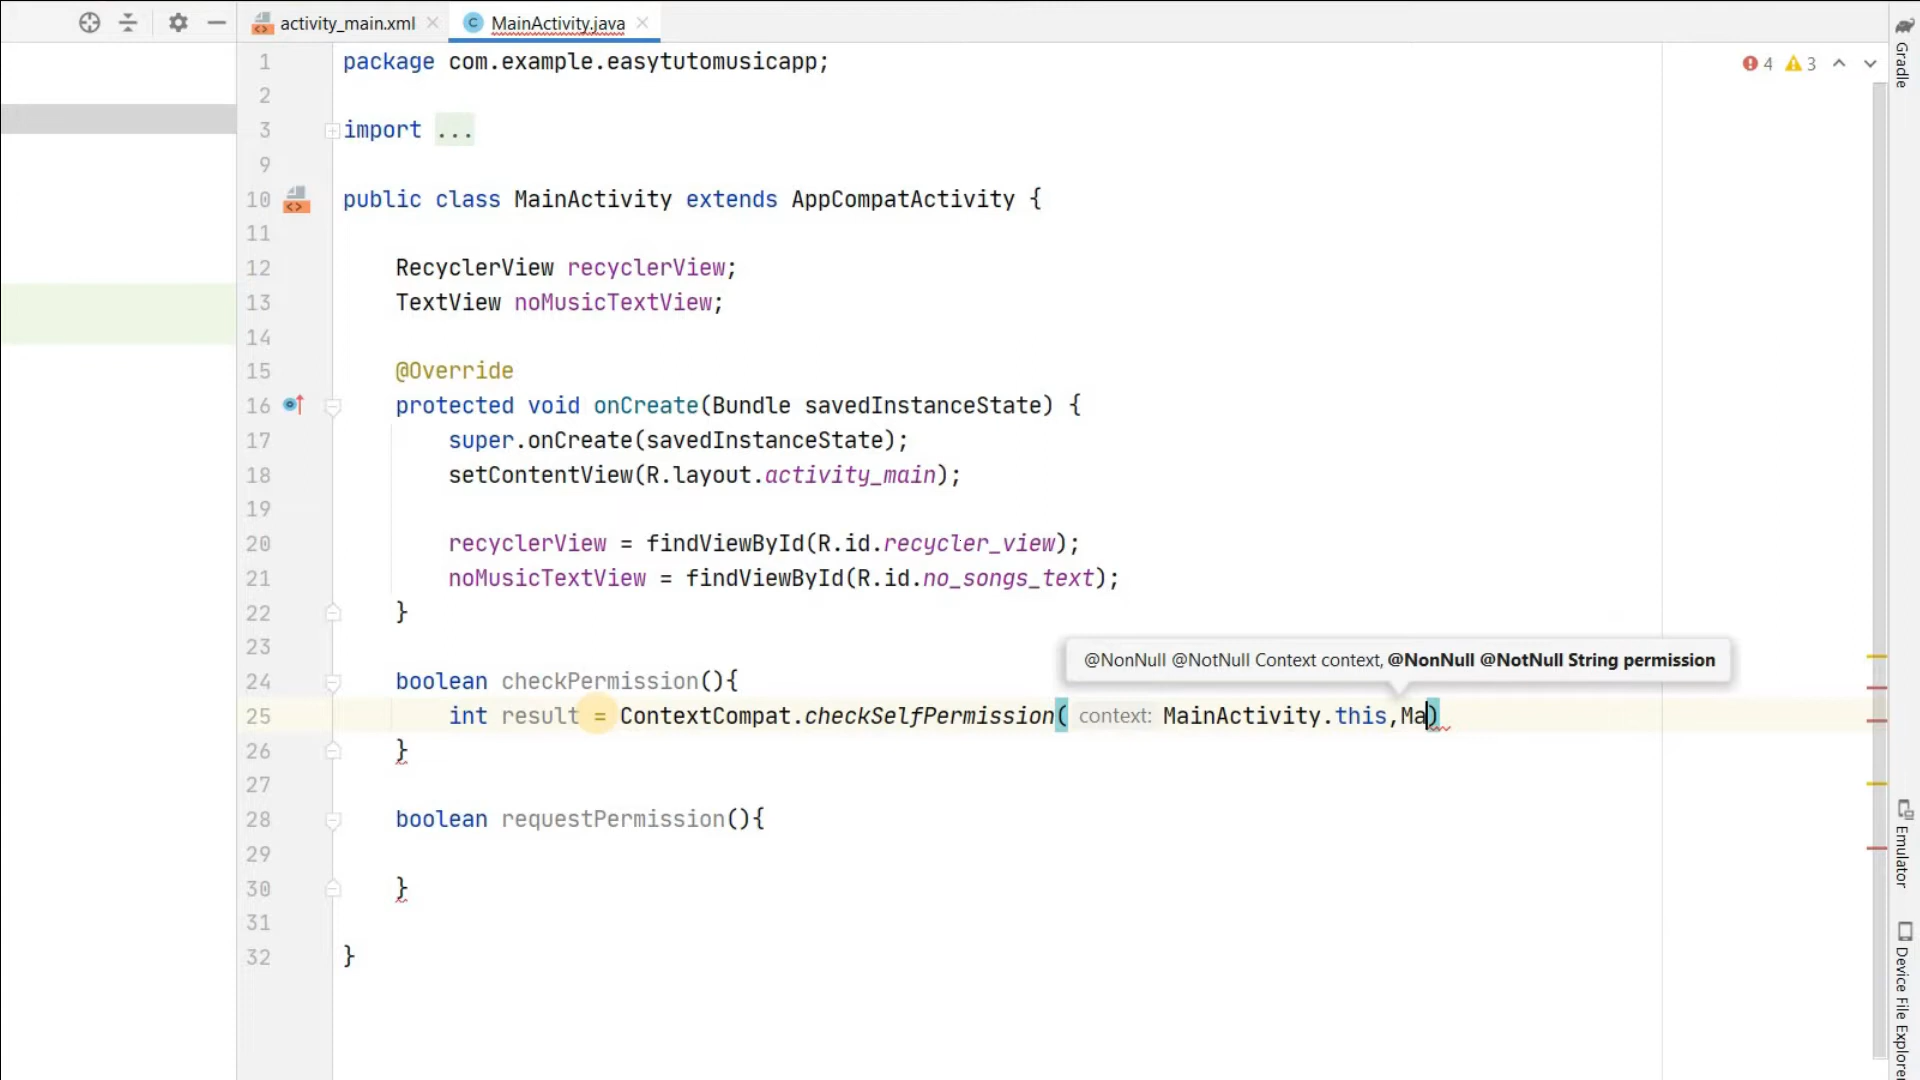 activity_main.xml
MainActivity.java
Gradle
4 3
1 package com.example.easytutomusicapp;
2
3 import ...
9
10 public class MainActivity extends AppCompatActivity {
11
12 RecyclerView recyclerView;
13 TextView noMusicTextView;
14
15 @Override
16 protected void onCreate(Bundle savedInstanceState) {
17 super.onCreate(savedInstanceState);
18 setContentView(R.layout.activity_main);
19
20 recyclerView = findViewById(R.id.recycler_view);
21 noMusicTextView = findViewById(R.id.no_songs_text);
22 }
23
@NonNull @NotNull Context context, @NonNull @NotNull String permission
24 boolean checkPermission(){
25 int result = ContextCompat.checkSelfPermission( context: MainActivity.this,Ma)
26 }
27
28 boolean requestPermission(){
29
30 }
31
32 }
Emulator
Device File Explorer